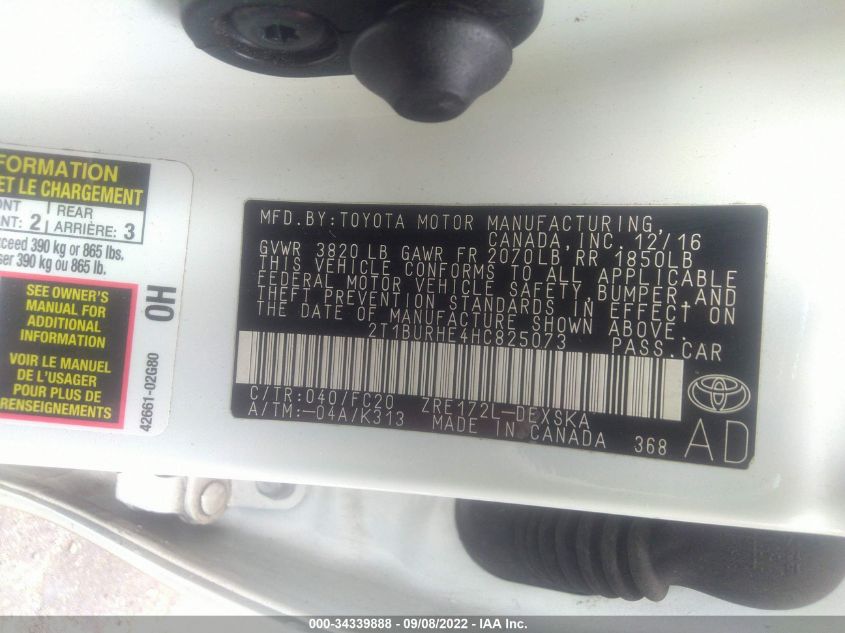 FORMATION
ET LE CHARGEMENT
ONT
ANT: 2
REAR
ARRIÈRE: 3
xceed 390 kg or 865 lbs.
ser 390 kg ou 865 lb.
SEE OWNER'S
MANUAL FOR
ADDITIONAL
INFORMATION
VOIR LE MANUEL
DE L'USAGER
POUR PLUS DE
RENSEIGNEMENTS
0H
42661-02G80
MFD.BY:TOYOTA MOTOR MANUFACTURING,
CANADA, INC. 12/16
GVWR 3820 LB GAWR FR 2070LB RR 1850LB
THIS VEHICLE CONFORMS TO ALL APPLICABLE
FEDERAL MOTOR VEHICLE SAFETY, BUMPER, AND
THEFT PREVENTION STANDARDS IN EFFECT ON
THE DATE OF MANUFACTURE SHOWN ABOVE.
2T1BURHE4HC825073 PASS.CAR
C/TR:040/FC20 ZRE172L-DEXSKA
A/TM:-04A/K313 MADE IN CANADA 368
AD
000-34339888 - 09/08/2022 - IAA Inc.